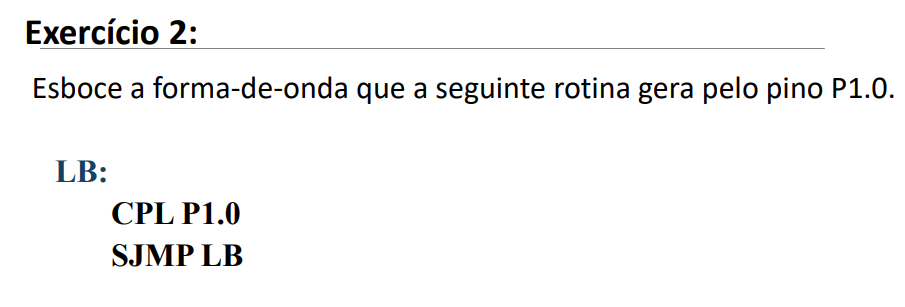 Exercício 2:
Esboce a forma-de-onda que a seguinte rotina gera pelo pino P1.0.
LB:
CPL P1.0
SJMP LB